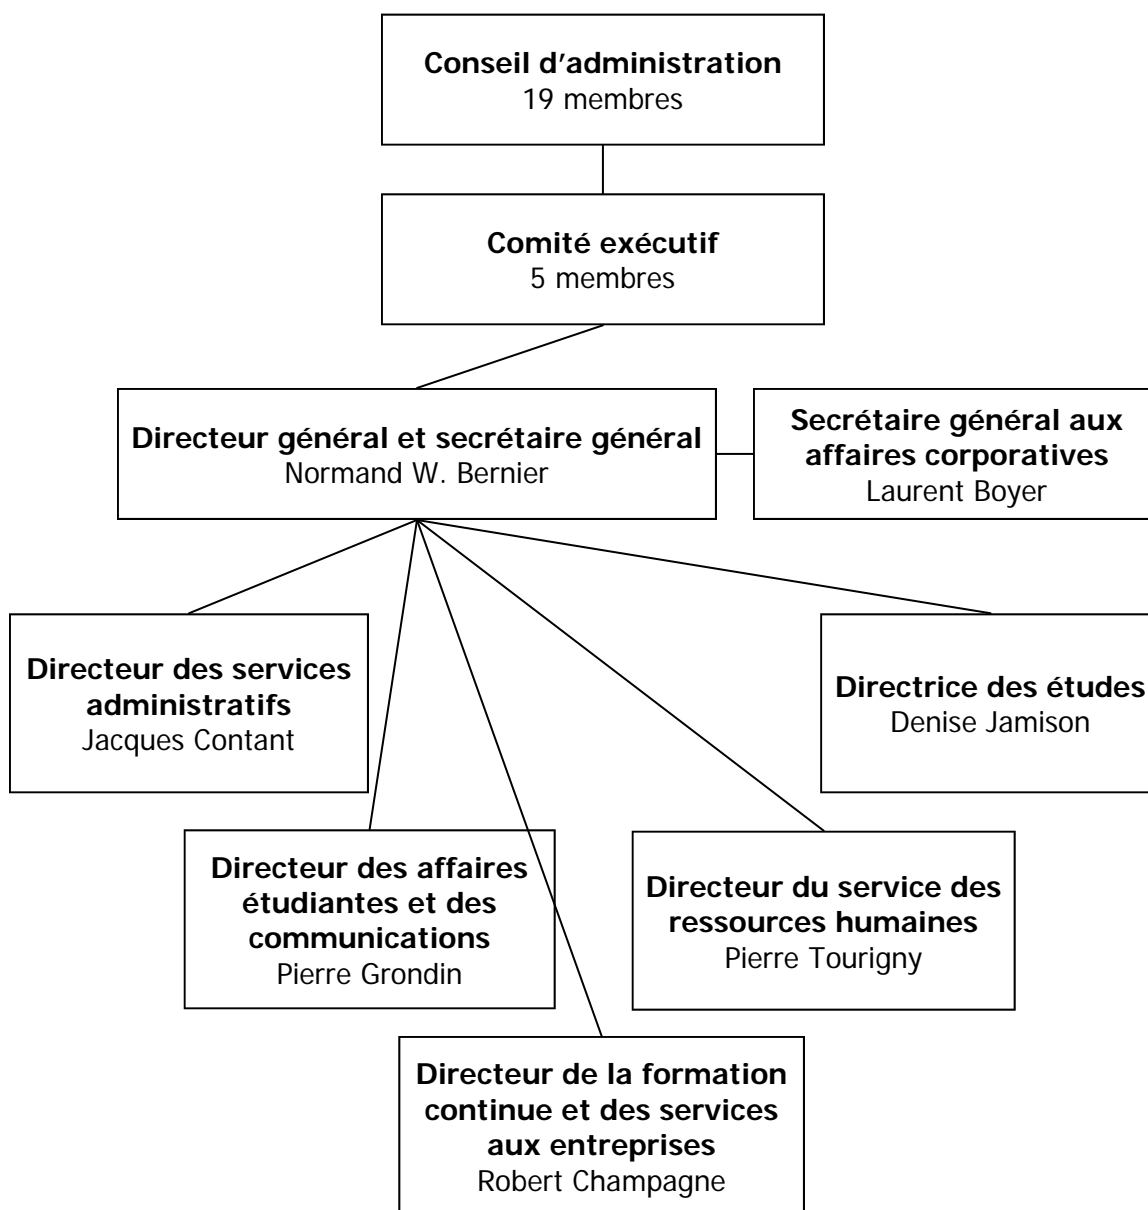 Conseil d'administration
19 membres
Comité exécutif
5 membres
Directeur général et secrétaire général
Normand W. Bernier
Secrétaire général aux
affaires corporatives
Laurent Boyer
Directeur des services
administratifs
Jacques Contant
Directrice des études
Denise Jamison
Directeur des affaires
étudiantes et des
communications
Pierre Grondin
Directeur du service des
ressources humaines
Pierre Tourigny
Directeur de la formation
continue et des services
aux entreprises
Robert Champagne